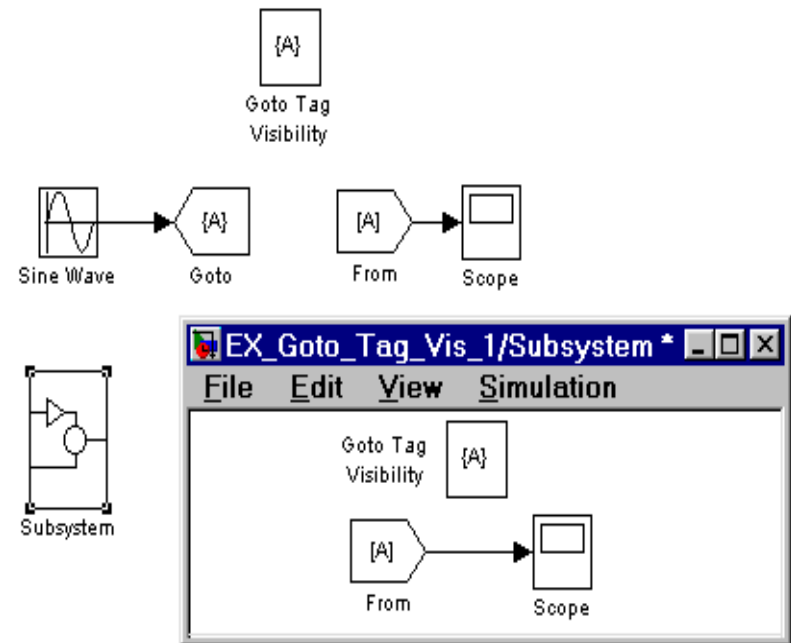 {A}
Goto Tag
Visibility
{A}
[A]
Sine Wave
Goto
From
Scope
EX_Goto_Tag_Vis_1/Subsystem *
File Edit View Simulation
Goto Tag
Visibility
{A}
[A]
From
Scope
Subsystem